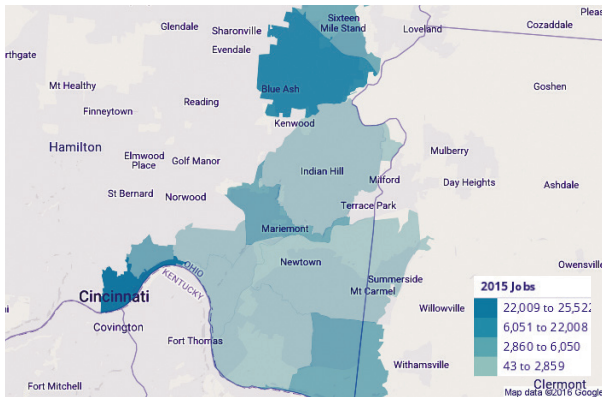 Sixteen
Mile Stand
Pleas
Glendale
Sharonville
Loveland
Cozaddale
Evendale
rthgate
Mt Healthy
Blue Ash
Goshen
Reading
Finneytown
Kenwood
Hamilton
Elmwood
Place
Golf Manor
Mulberry
Indian Hill
Milford
Day Heights
Ashdale
St Bernard
Norwood
Terrace Park
Mariemont
OHIO
KENTUCKY
Newtown
Owensville
Summerside
Mt Carmel
Cincinnati
Willowville
Covington
Fort Thomas
Withamsville
Fort Mitchell
2015 Jobs
22,009 to 25,522
6,051 to 22,008
2,860 to 6,050
43 to 2,859
Clermont
Map data ©2016 Google